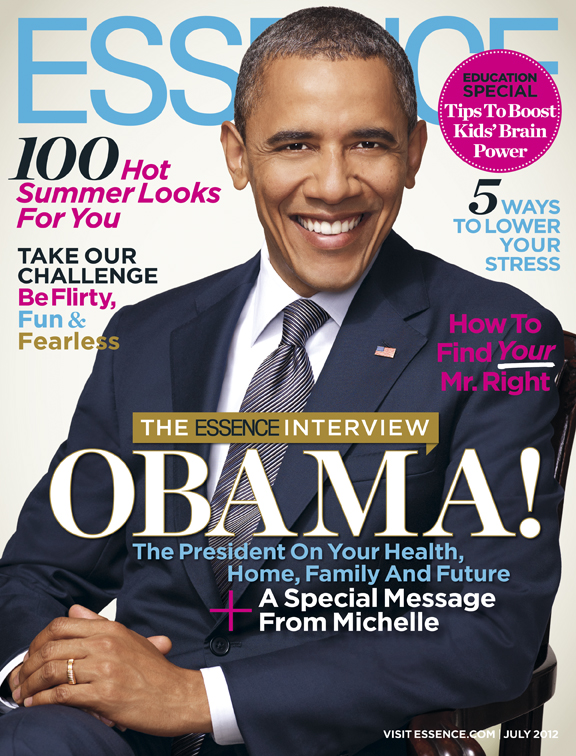 ESSENCE
EDUCATION
SPECIAL
Tips To Boost
Kids' Brain
Power
100 Hot
Summer Looks
For You
5 WAYS
TO LOWER
YOUR
STRESS
TAKE OUR
CHALLENGE
Be Flirty,
Fun &
Fearless
How To
Find Your
Mr. Right
THE ESSENCE INTERVIEW
OBAMA!
The President On Your Health,
Home, Family And Future
+ A Special Message
From Michelle
VISIT ESSENCE.COM | JULY 2012